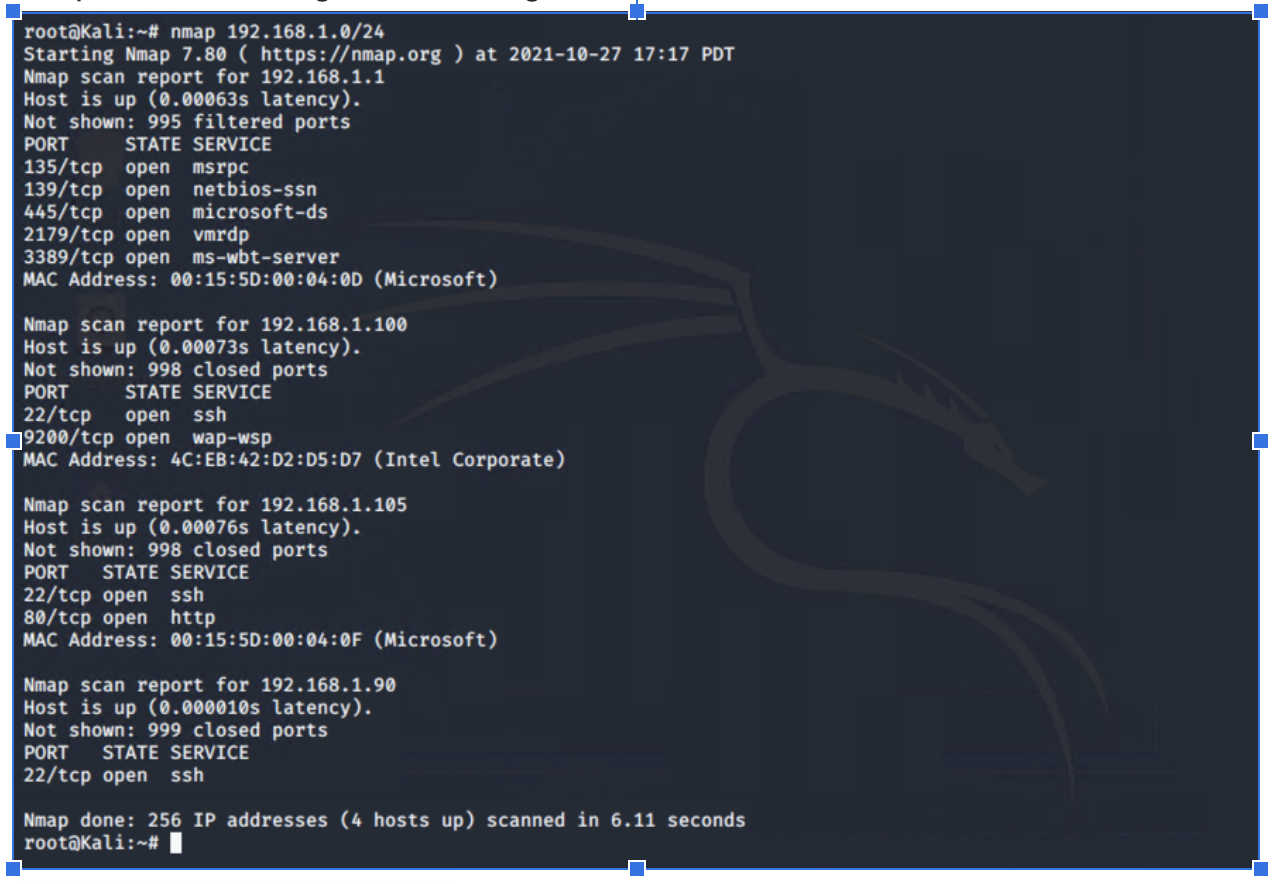 root@Kali:~# nmap 192.168.1.0/24
Starting Nmap 7.80 ( https://nmap.org ) at 2021-10-27 17:17 PDT
Nmap scan report for 192.168.1.1
Host is up (0.00063s latency).
Not shown: 995 filtered ports
PORT     STATE SERVICE
135/tcp  open  msrpc
139/tcp  open  netbios-ssn
445/tcp  open  microsoft-ds
2179/tcp open  vmrdp
3389/tcp open  ms-wbt-server
MAC Address: 00:15:5D:00:04:0D (Microsoft)

Nmap scan report for 192.168.1.100
Host is up (0.00073s latency).
Not shown: 998 closed ports
PORT     STATE SERVICE
22/tcp   open  ssh
9200/tcp open  wap-wsp
MAC Address: 4C:EB:42:D2:D5:D7 (Intel Corporate)

Nmap scan report for 192.168.1.105
Host is up (0.00076s latency).
Not shown: 998 closed ports
PORT   STATE SERVICE
22/tcp open  ssh
80/tcp open  http
MAC Address: 00:15:5D:00:04:0F (Microsoft)

Nmap scan report for 192.168.1.90
Host is up (0.000010s latency).
Not shown: 999 closed ports
PORT   STATE SERVICE
22/tcp open  ssh

Nmap done: 256 IP addresses (4 hosts up) scanned in 6.11 seconds
root@Kali:~#